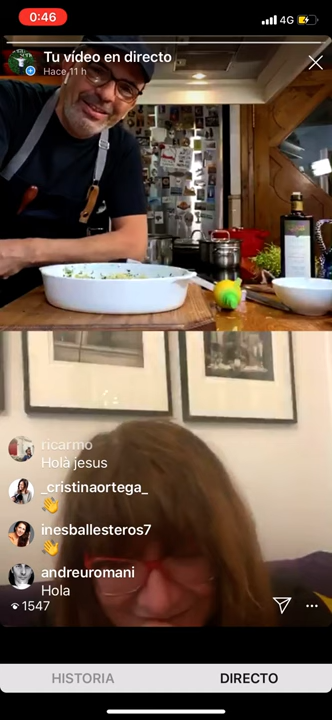 0:46
4G
Tu vídeo en directo
Hace 11 h
ricarmo
Holà jesus
_cristinaortega_
👋
inesballesteros7
👋
andreuromani
Hola
1547
HISTORIA
DIRECTO